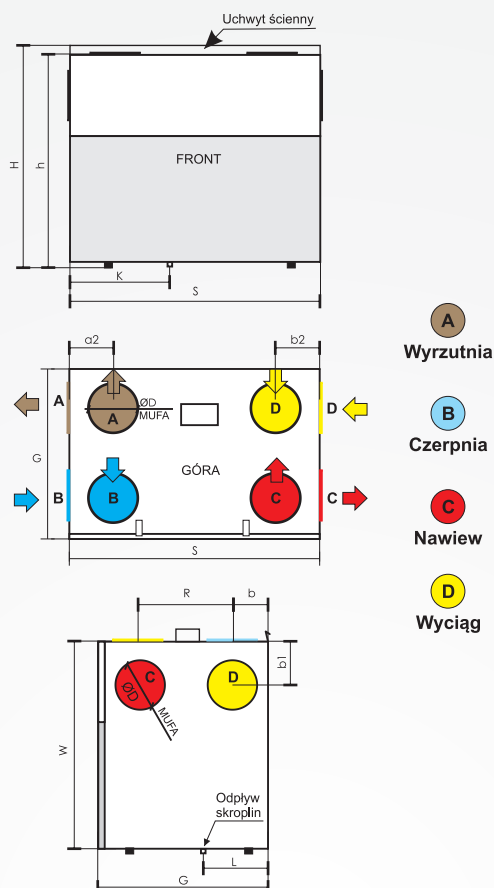 Uchwyt ścienny
H
h
FRONT
K
S
a2
b2
A
A
ØD
MUFA
D
D
G
GÓRA
B
B
C
C
S
A
Wyrzutnia
B
Czerpnia
C
Nawiew
D
Wyciąg
R
b
b1
C
ØD
MUFA
D
W
Odpływ
skroplin
L
G